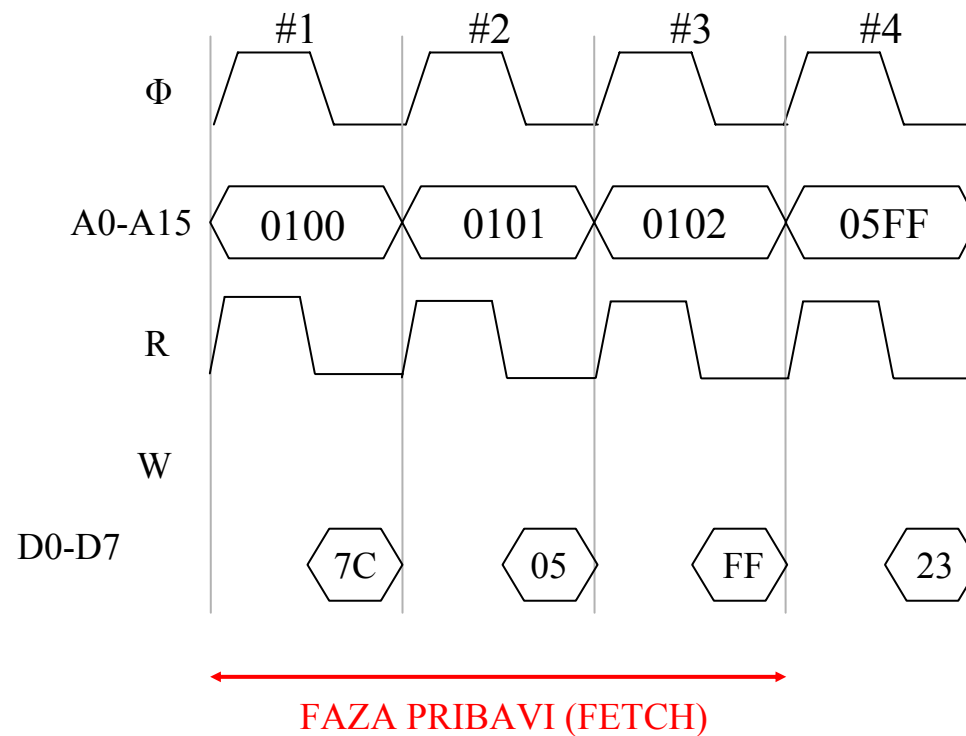 #1 #2 #3 #4
Φ
A0-A15 0100 0101 0102 05FF
R
W
D0-D7 7C 05 FF 23
FAZA PRIBAVI (FETCH)